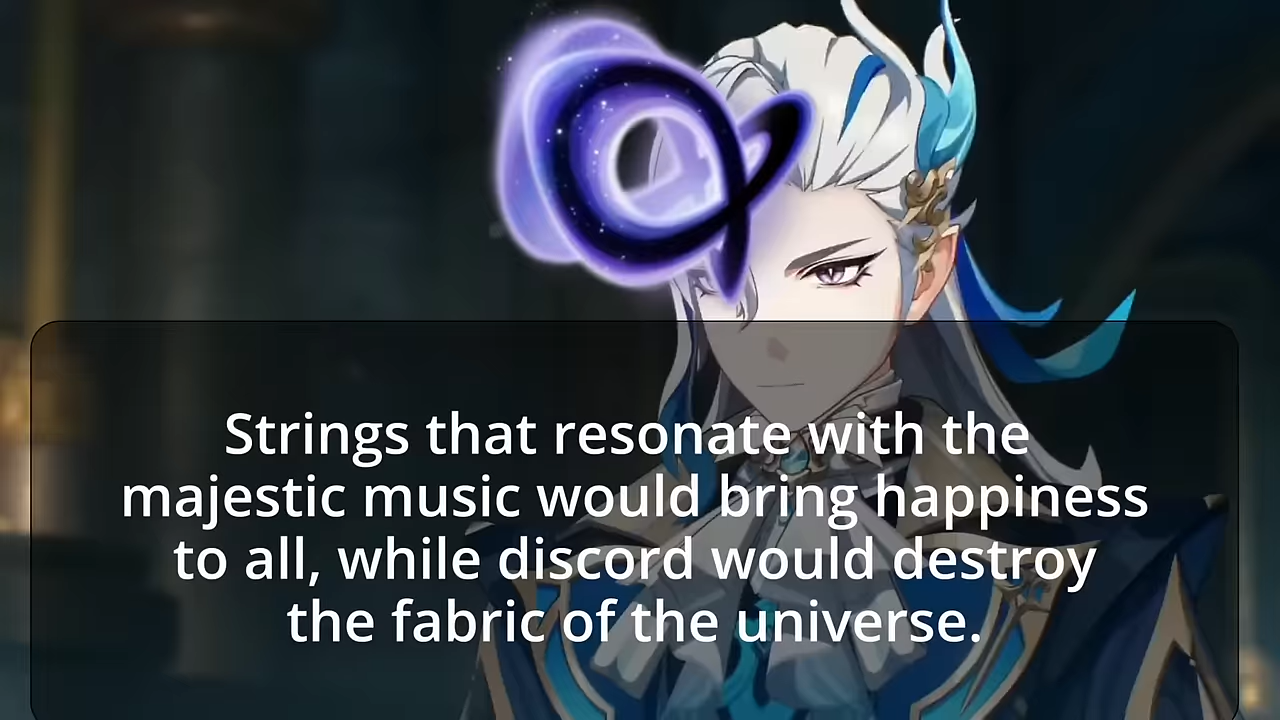 Strings that resonate with the
majestic music would bring happiness
to all, while discord would destroy
the fabric of the universe.